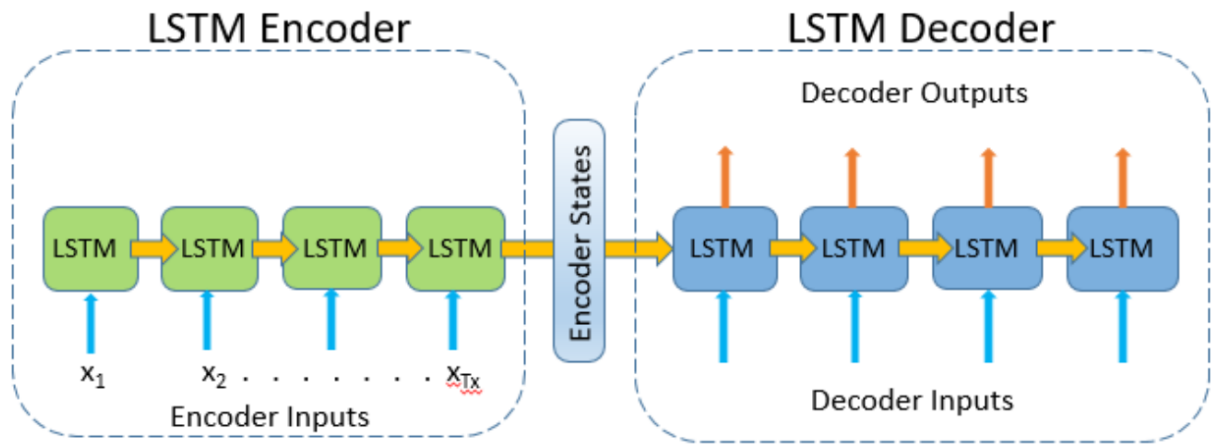 LSTM Encoder
LSTM Decoder
Decoder Outputs
Encoder States
LSTM LSTM LSTM LSTM
LSTM LSTM LSTM LSTM
x1 x2 . . . . . . . . xTx
Encoder Inputs
Decoder Inputs